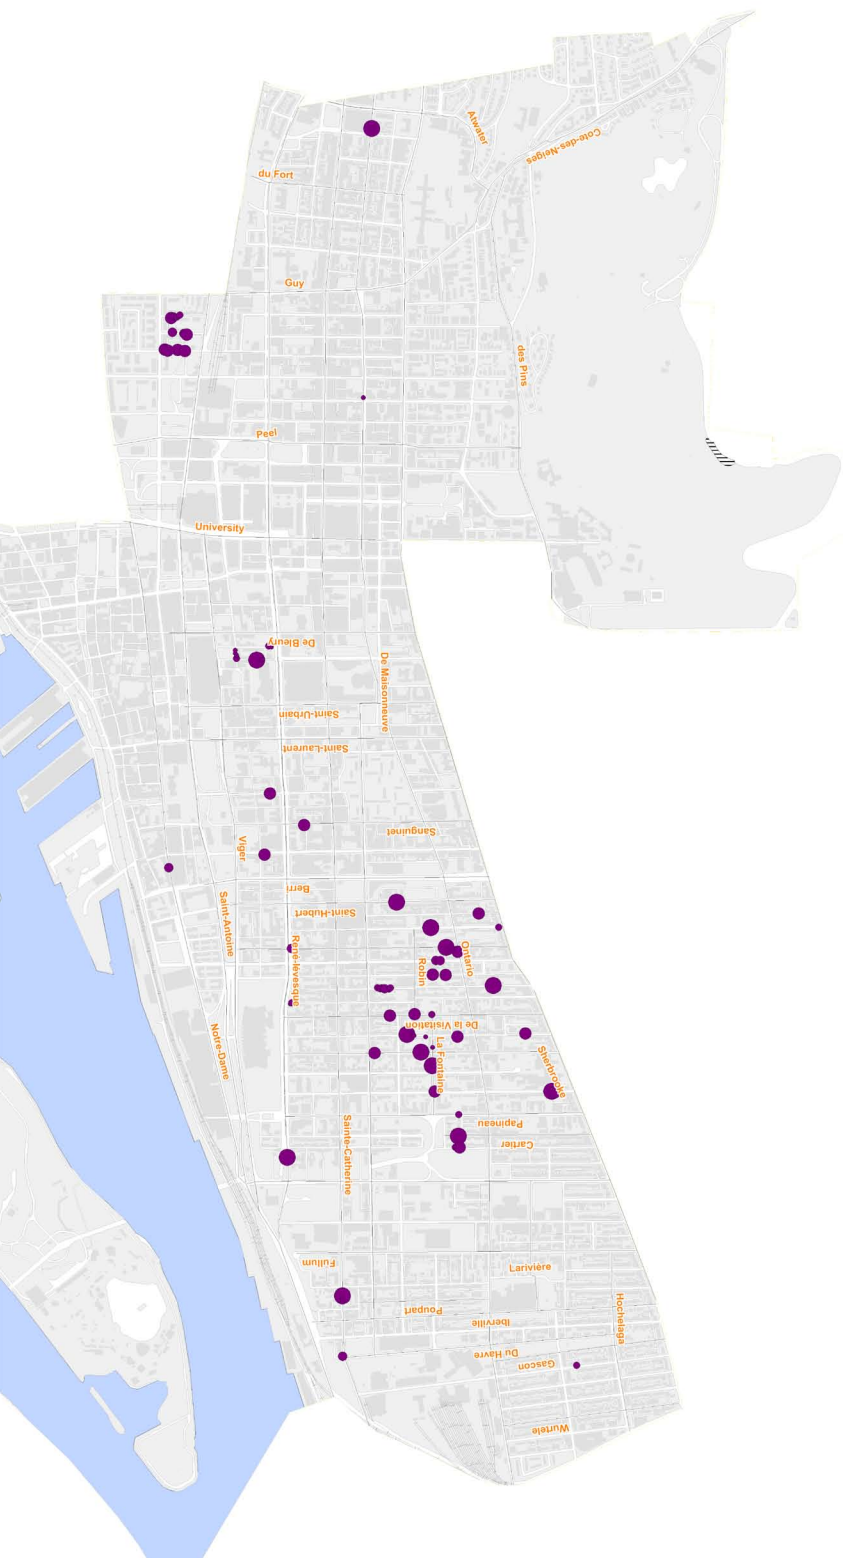 Atwater
Cote-des-Neiges
du Fort
Guy
des Pins
Peel
University
De Bleury
De Maisonneuve
Saint-Urbain
Saint-Laurent
Sanguinet
Viger
Berri
Saint-Hubert
Saint-Antoine
René-lévesque
Ontario
Robin
De la Visitation
Notre-Dame
La Fontaine
Sherbrooke
Papineau
Cartier
Sainte-Catherine
Fullum
Larivière
Poupart
Iberville
Hochelaga
Du Havre
Gascon
Wurtele